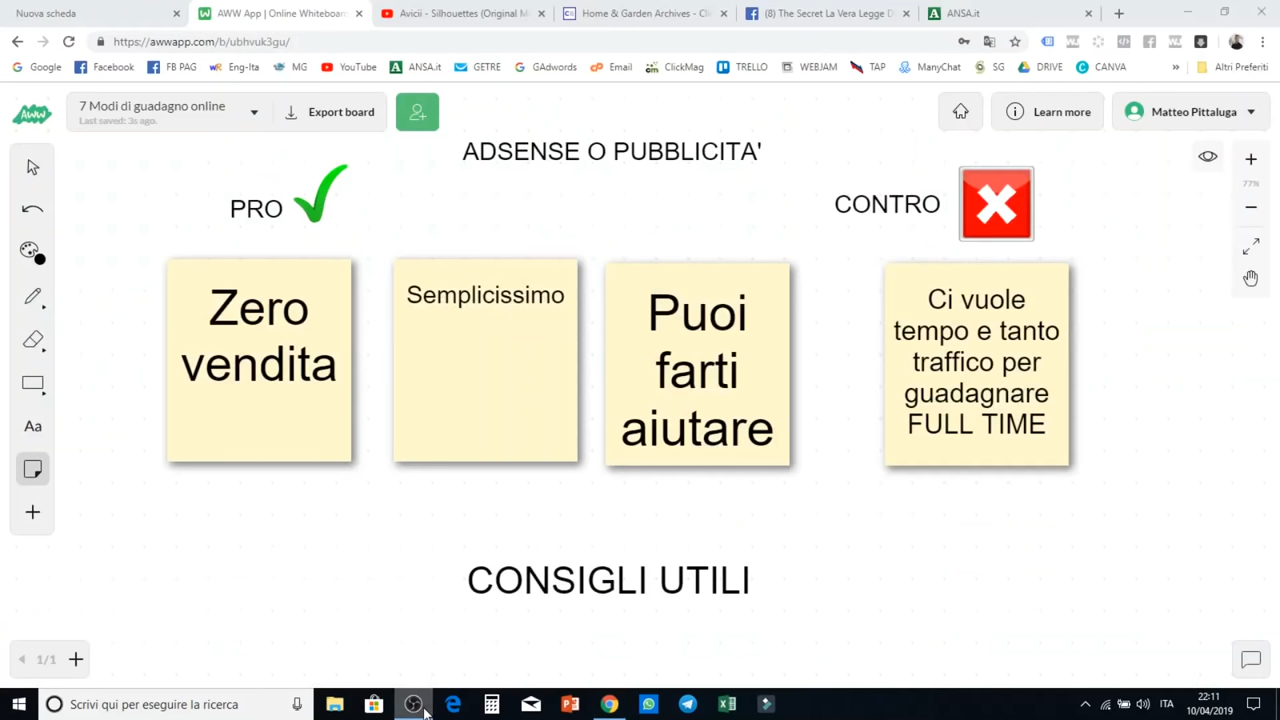 Nuova scheda
AWW App | Online Whiteboard
Avicii - Silhouettes (Original M
Home & Garden Archives - Cli
(8) The Secret La Vera Legge D
ANSA.it
https://awwapp.com/b/ubhvuk3gu/
Google
Facebook
FB PAG
Eng-Ita
MG
YouTube
ANSA.it
GETRE
GAdwords
Email
ClickMag
TRELLO
WEBJAM
TAP
ManyChat
SG
DRIVE
CANVA
»
Altri Preferiti
AWW
7 Modi di guadagno online
Last saved: 3s ago.
Export board
Learn more
Matteo Pittaluga
ADSENSE O PUBBLICITA'
77%
PRO
CONTRO
Zero
vendita
Semplicissimo
Puoi
farti
aiutare
Ci vuole
tempo e tanto
traffico per
guadagnare
FULL TIME
Aa
CONSIGLI UTILI
1/1
Scrivi qui per eseguire la ricerca
ITA
22:11
10/04/2019